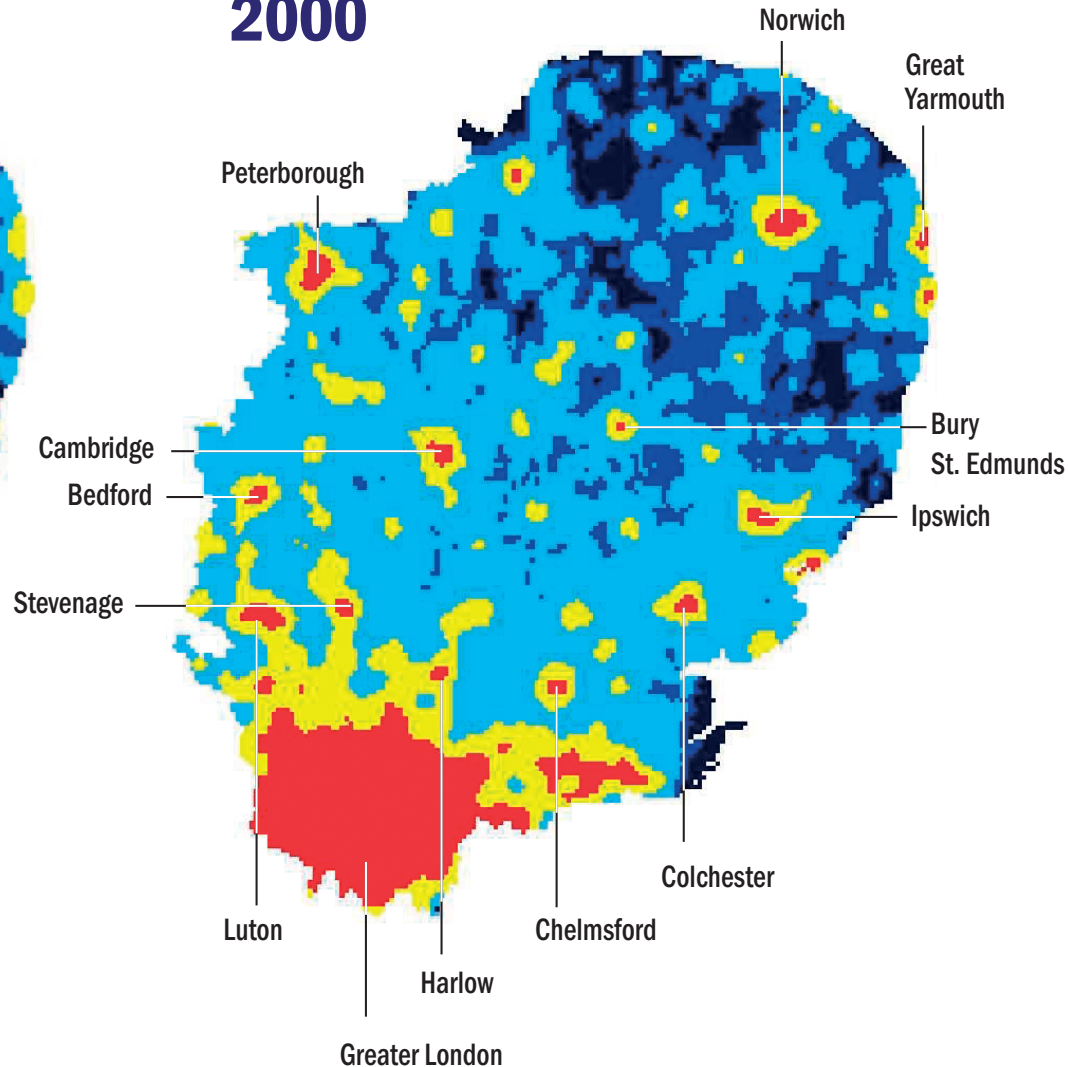 2000
Norwich
Great
Yarmouth
Peterborough
Cambridge
Bury
St. Edmunds
Bedford
Ipswich
Stevenage
Colchester
Luton
Chelmsford
Harlow
Greater London